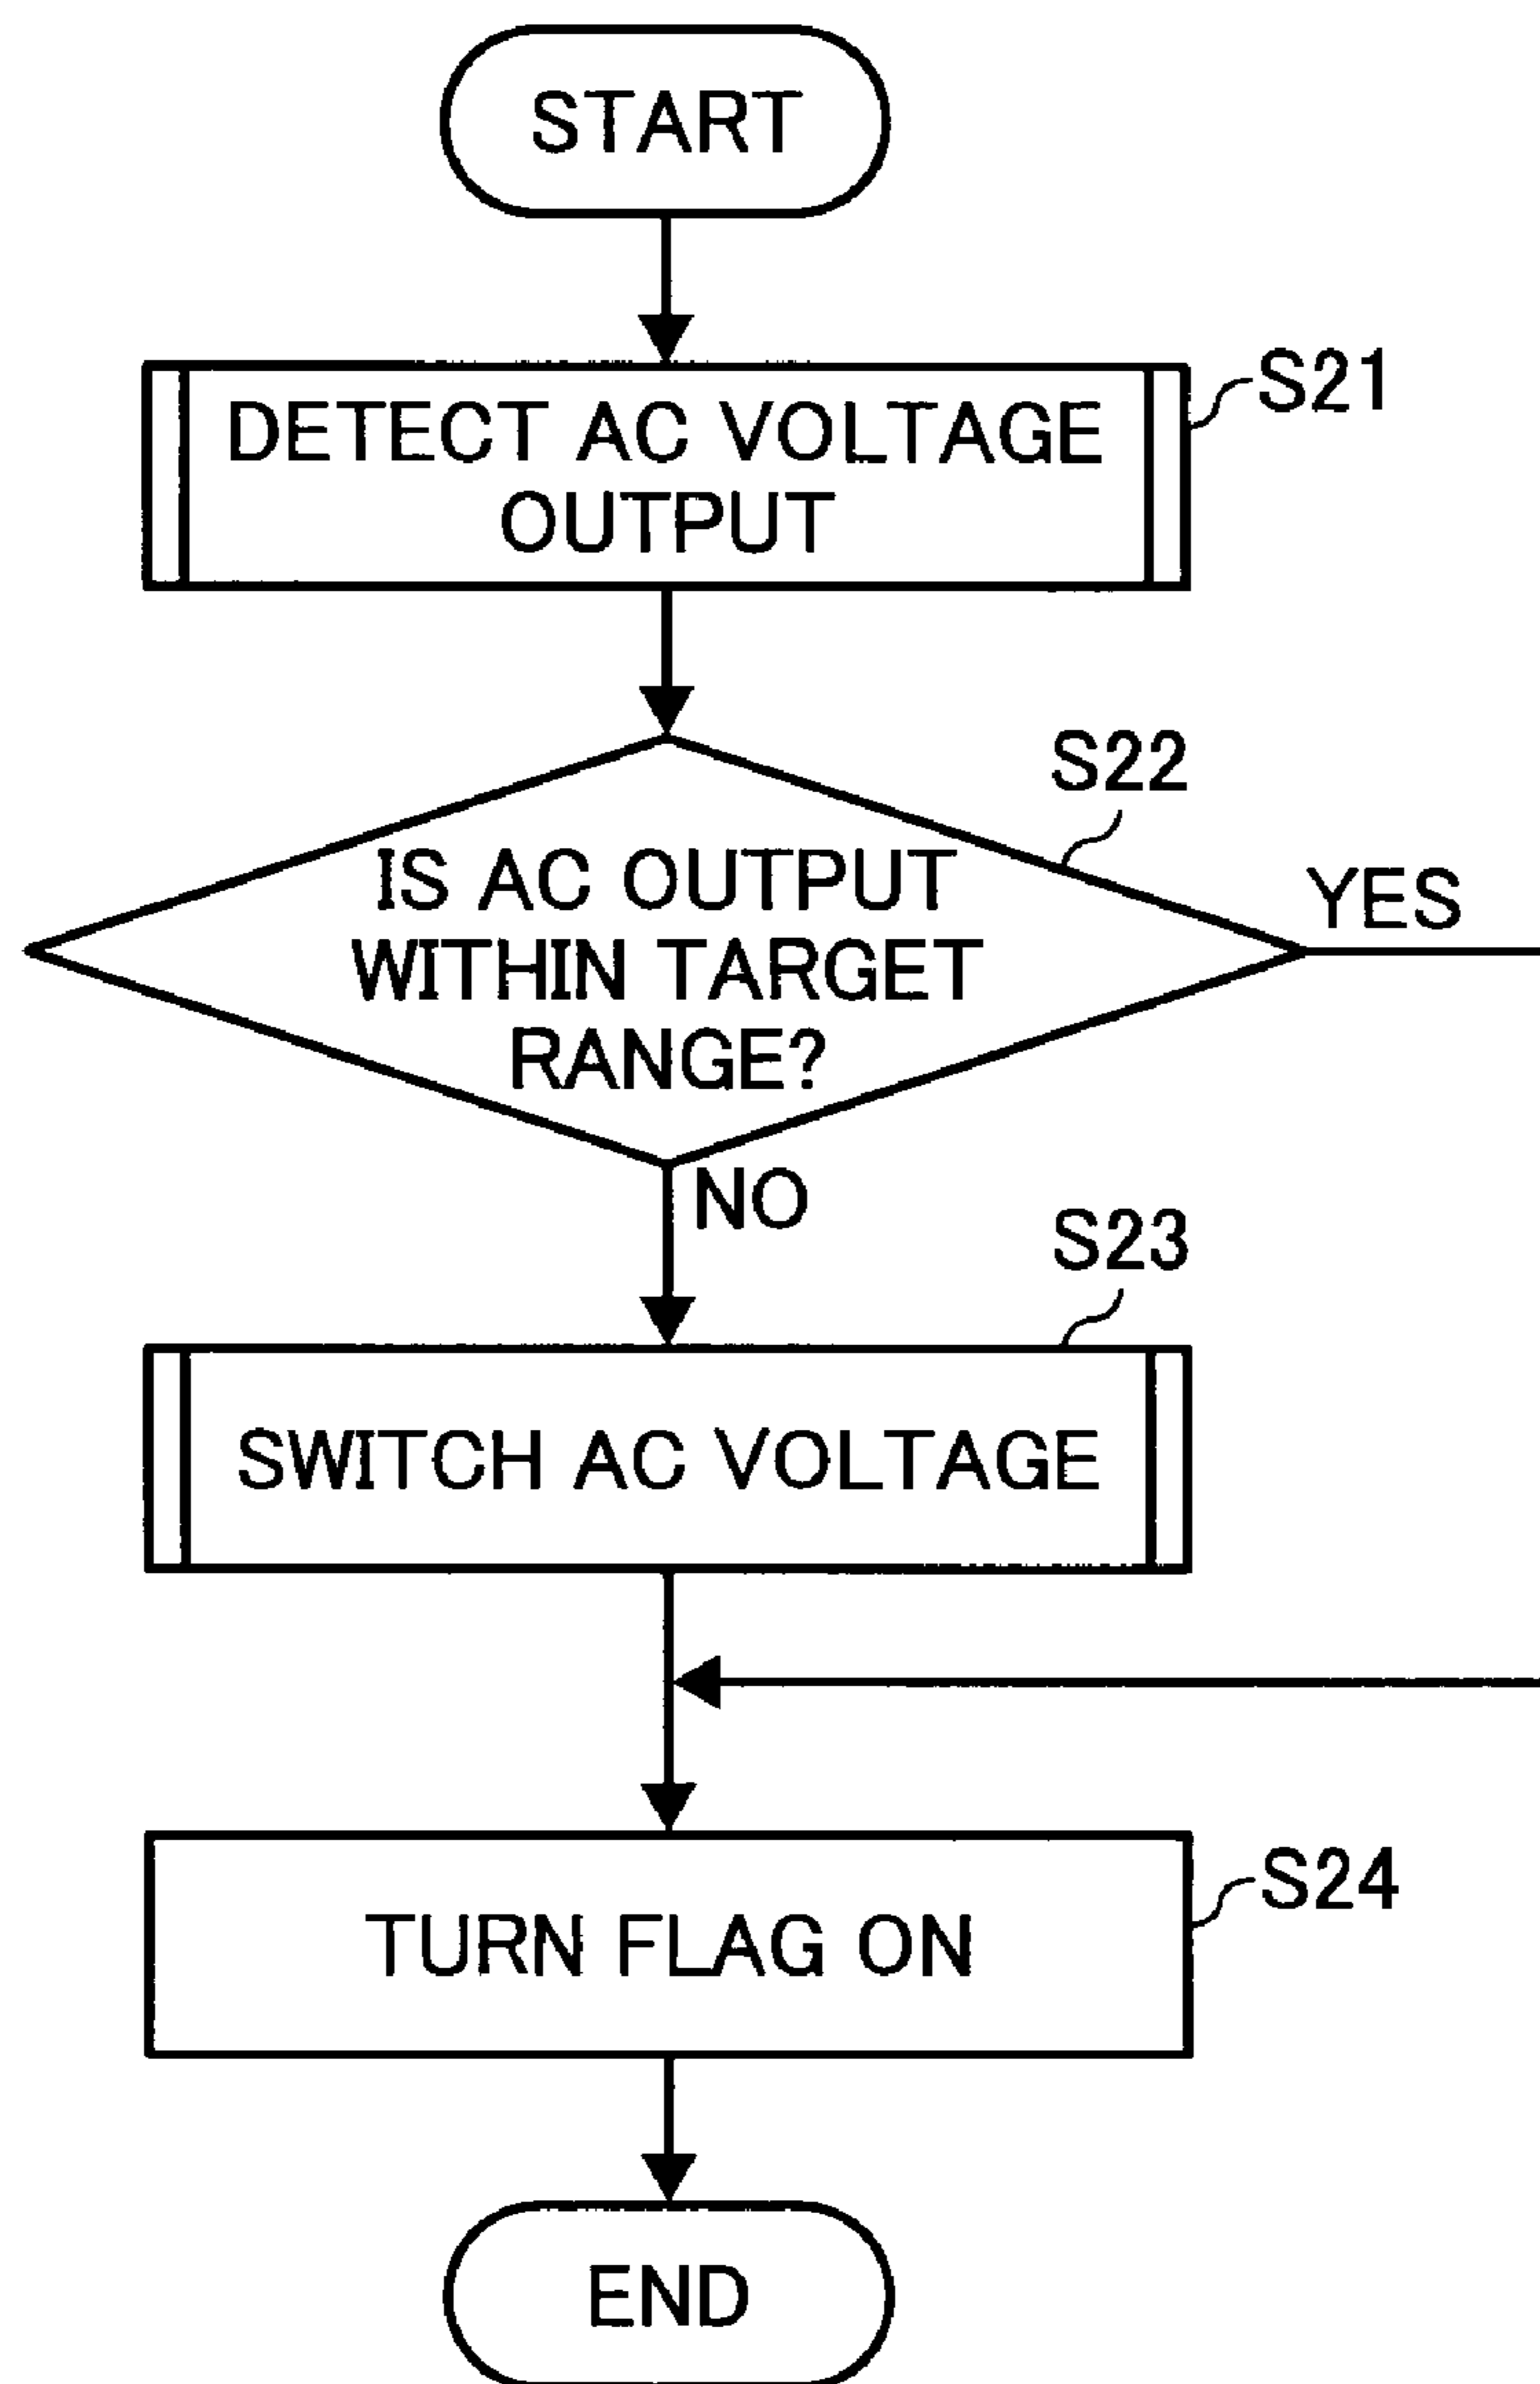 START
DETECT AC VOLTAGE
OUTPUT
S21
S22
IS AC OUTPUT
WITHIN TARGET
RANGE?
YES
NO
S23
SWITCH AC VOLTAGE
TURN FLAG ON
S24
END